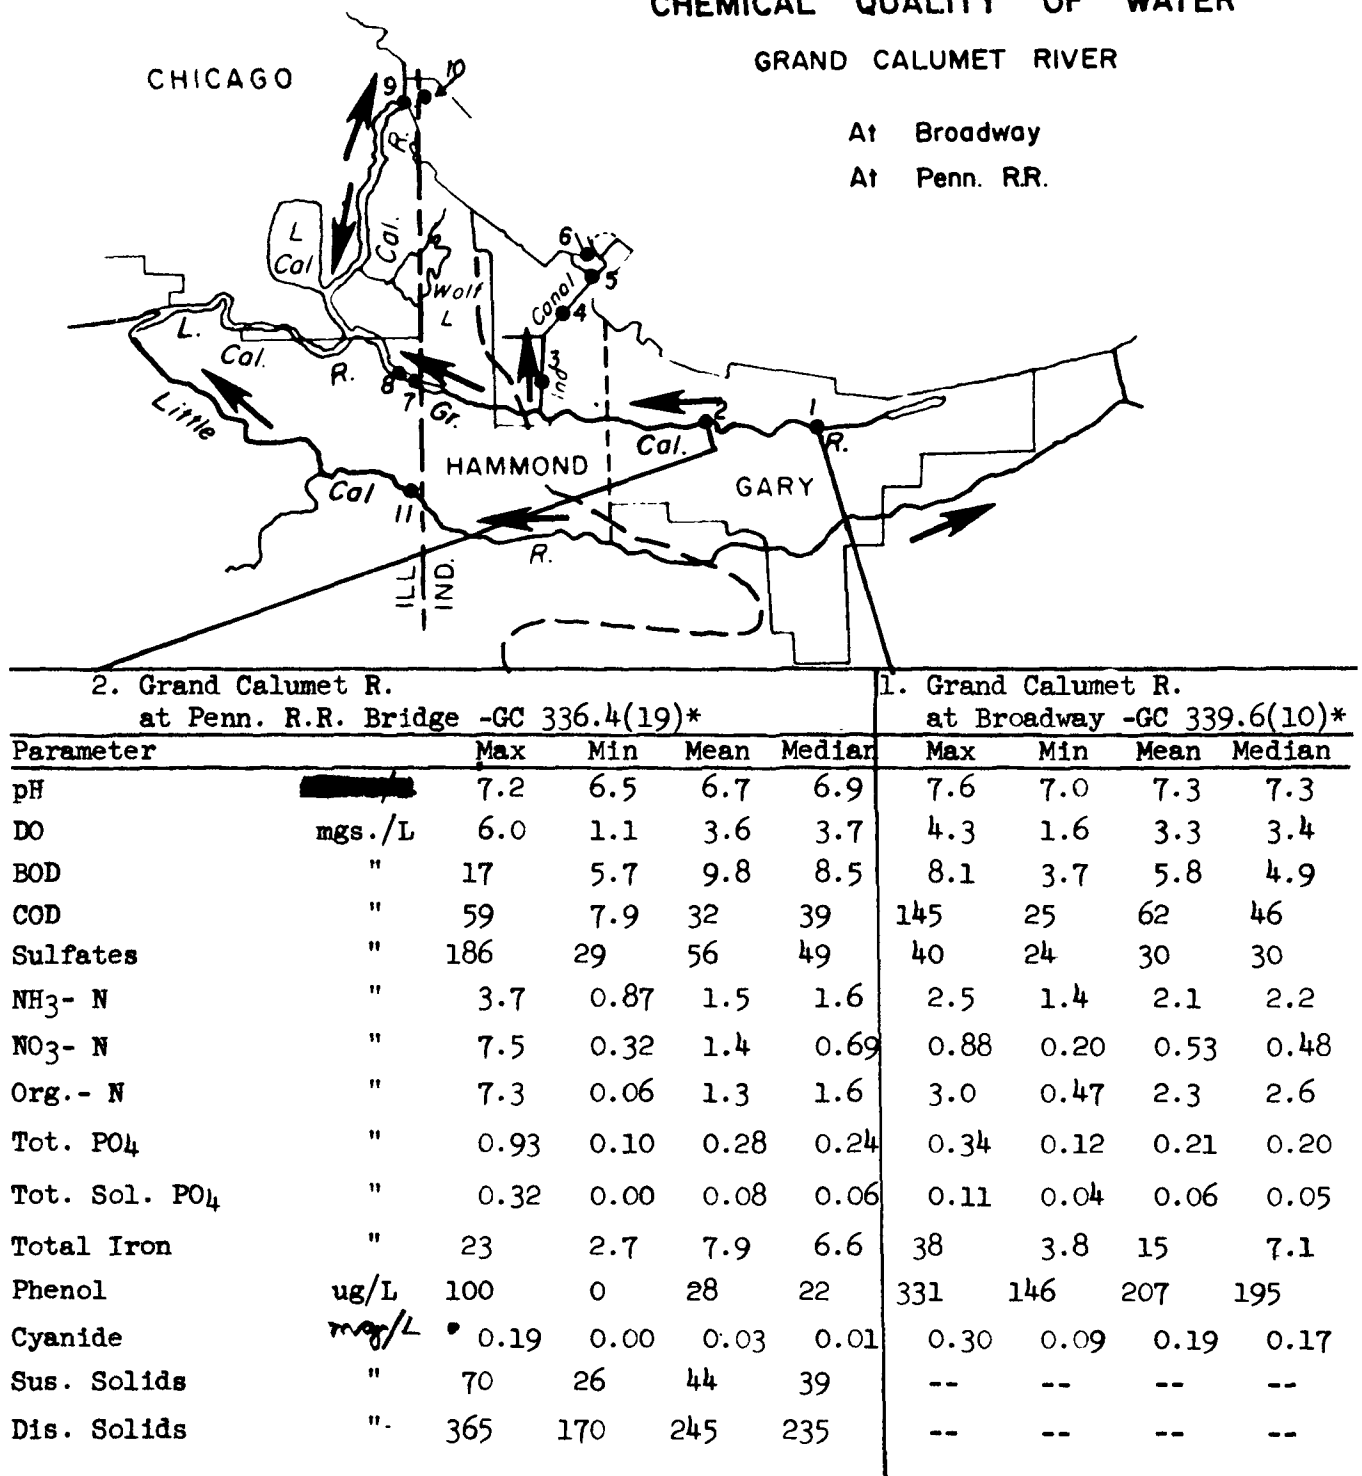 CHEMICAL QUALITY OF WATER
GRAND CALUMET RIVER
At Broadway
At Penn. R.R.
CHICAGO
9
10
R.
Cal.
L
Cal
Wolf
L
6
5
Canal
4
3
Ind
L.
Cal.
R.
8
7
Gr.
2
1
Cal.
R.
Little
HAMMOND
GARY
Cal
11
R.
ILL
IND.
2. Grand Calumet R. 1. Grand Calumet R.
at Penn. R.R. Bridge -GC 336.4(19)* at Broadway -GC 339.6(10)*
Parameter Max Min Mean Median Max Min Mean Median
pH 7.2 6.5 6.7 6.9 7.6 7.0 7.3 7.3
DO mgs./L 6.0 1.1 3.6 3.7 4.3 1.6 3.3 3.4
BOD " 17 5.7 9.8 8.5 8.1 3.7 5.8 4.9
COD " 59 7.9 32 39 145 25 62 46
Sulfates " 186 29 56 49 40 24 30 30
NH3- N " 3.7 0.87 1.5 1.6 2.5 1.4 2.1 2.2
NO3- N " 7.5 0.32 1.4 0.69 0.88 0.20 0.53 0.48
Org.- N " 7.3 0.06 1.3 1.6 3.0 0.47 2.3 2.6
Tot. PO4 " 0.93 0.10 0.28 0.24 0.34 0.12 0.21 0.20
Tot. Sol. PO4 " 0.32 0.00 0.08 0.06 0.11 0.04 0.06 0.05
Total Iron " 23 2.7 7.9 6.6 38 3.8 15 7.1
Phenol ug/L 100 0 28 22 331 146 207 195
Cyanide mgr/L 0.19 0.00 0.03 0.01 0.30 0.09 0.19 0.17
Sus. Solids " 70 26 44 39 -- -- -- --
Dis. Solids " 365 170 245 235 -- -- -- --